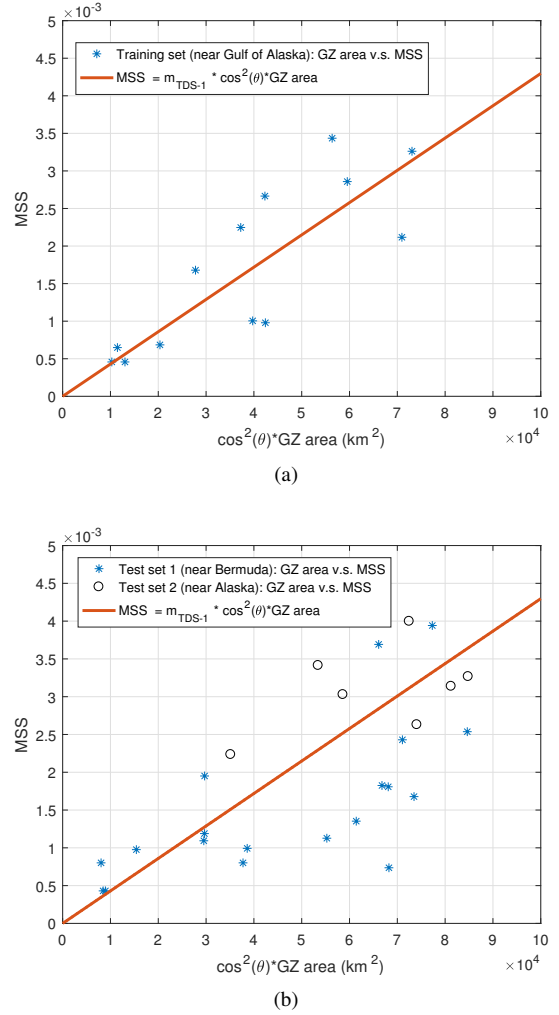 ×10⁻³
5
4.5
4
3.5
3
2.5
2
1.5
1
0.5
0
MSS
Training set (near Gulf of Alaska): GZ area v.s. MSS
MSS = m_TDS-1 * cos²(θ)*GZ area
0 1 2 3 4 5 6 7 8 9 10
×10⁴
cos²(θ)*GZ area (km²)
(a)
×10⁻³
5
4.5
4
3.5
3
2.5
2
1.5
1
0.5
0
MSS
Test set 1 (near Bermuda): GZ area v.s. MSS
Test set 2 (near Alaska): GZ area v.s. MSS
MSS = m_TDS-1 * cos²(θ)*GZ area
0 1 2 3 4 5 6 7 8 9 10
×10⁴
cos²(θ)*GZ area (km²)
(b)